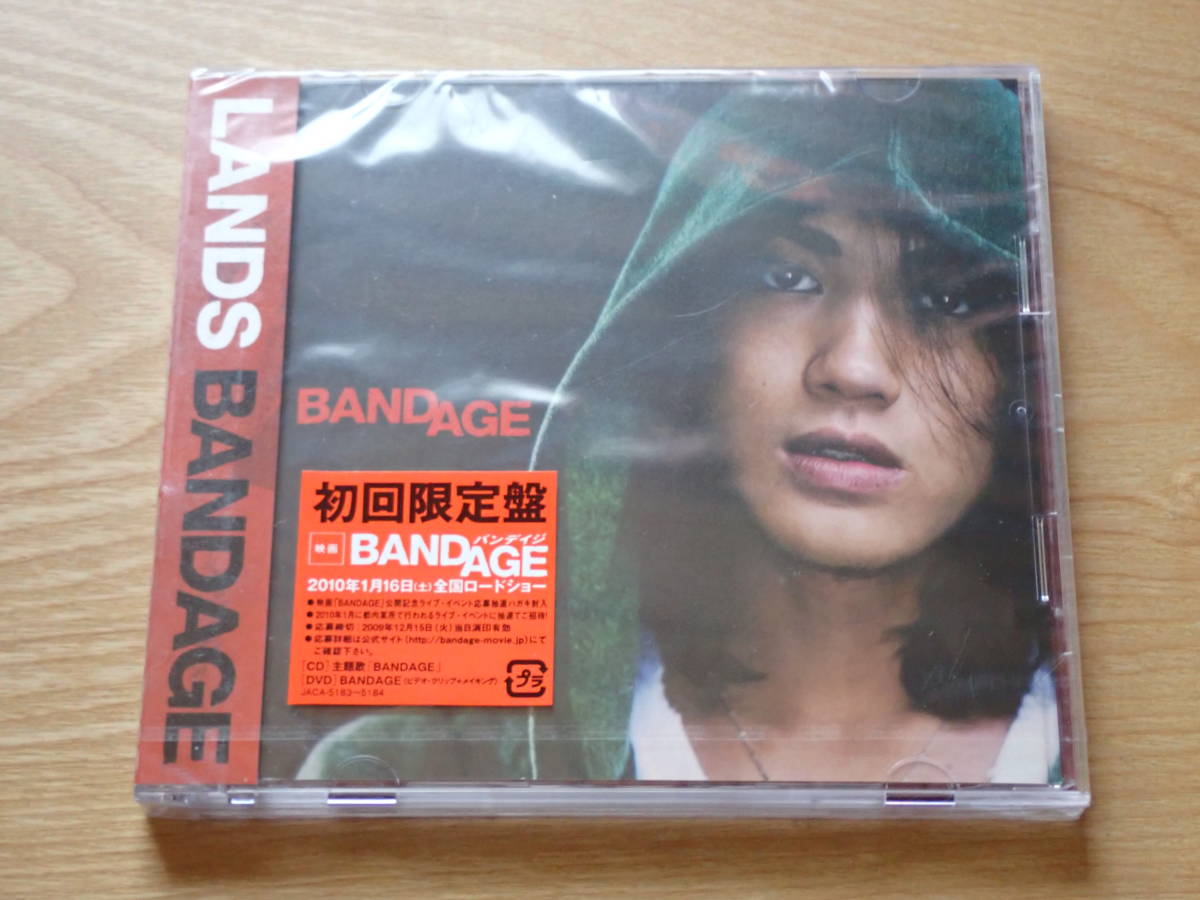 LANDS BANDAGE
BANDAGE
初回限定盤
映画 BANDAGE バンデイジ
2010年1月16日(土)全国ロードショー
●映画「BANDAGE」公開記念ライブ・イベント応募抽選ハガキ封入
●2010年1月に都内某所で行われるライブ・イベントに抽選でご招待!
●応募締切:2009年12月15日(火)当日消印有効
●応募詳細は公式サイト(http://bandage-movie.jp)にて
ご確認下さい。
[CD]主題歌「BANDAGE」
[DVD]BANDAGE(ビデオ・クリップ+メイキング)
JACA-5183〜5184
プラ